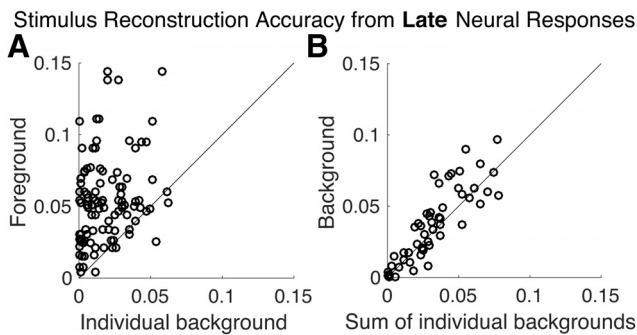 Stimulus Reconstruction Accuracy from Late Neural Responses
A
B
0.15
0.1
0.05
0
Foreground
0 0.05 0.1 0.15
Individual background
0.15
0.1
0.05
0
Background
0 0.05 0.1 0.15
Sum of individual backgrounds